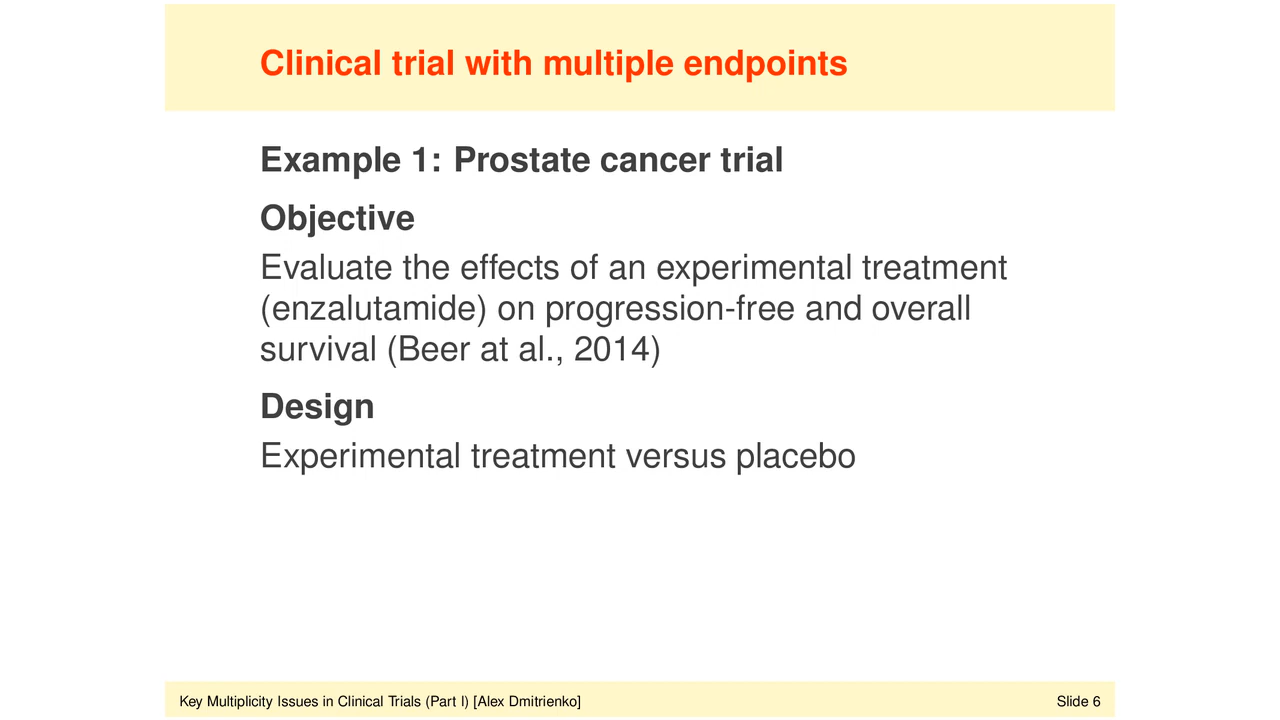 Clinical trial with multiple endpoints
Example 1: Prostate cancer trial
Objective
Evaluate the effects of an experimental treatment
(enzalutamide) on progression-free and overall
survival (Beer at al., 2014)
Design
Experimental treatment versus placebo
Key Multiplicity Issues in Clinical Trials (Part I) [Alex Dmitrienko]
Slide 6